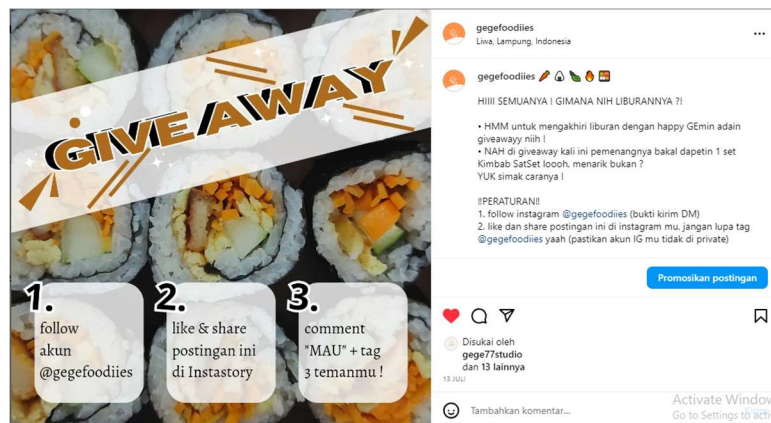 GIVEAWAY
1.
follow
akun
@gegefoodiies
2.
like & share
postingan ini
di Instastory
3.
comment
"MAU" + tag
3 temanmu !
gegefoodiies
Liwa, Lampung, Indonesia
gegefoodiies
HIIII SEMUANYA ! GIMANA NIH LIBURANNYA ?!
• HMM untuk mengakhiri liburan dengan happy GEmin adain
giveawayy niih !
• NAH di giveaway kali ini pemenangnya bakal dapetin 1 set
Kimbab SatSet loooh, menarik bukan ?
YUK simak caranya !
‼PERATURAN‼
1. follow instagram @gegefoodiies (bukti kirim DM)
2. like dan share postingan ini di instagram mu. jangan lupa tag
@gegefoodiies yaah (pastikan akun IG mu tidak di private)
Promosikan postingan
Disukai oleh
gege77studio
dan 13 lainnya
13 JULI
Tambahkan komentar...
Activate Window
Go to Settings to acti